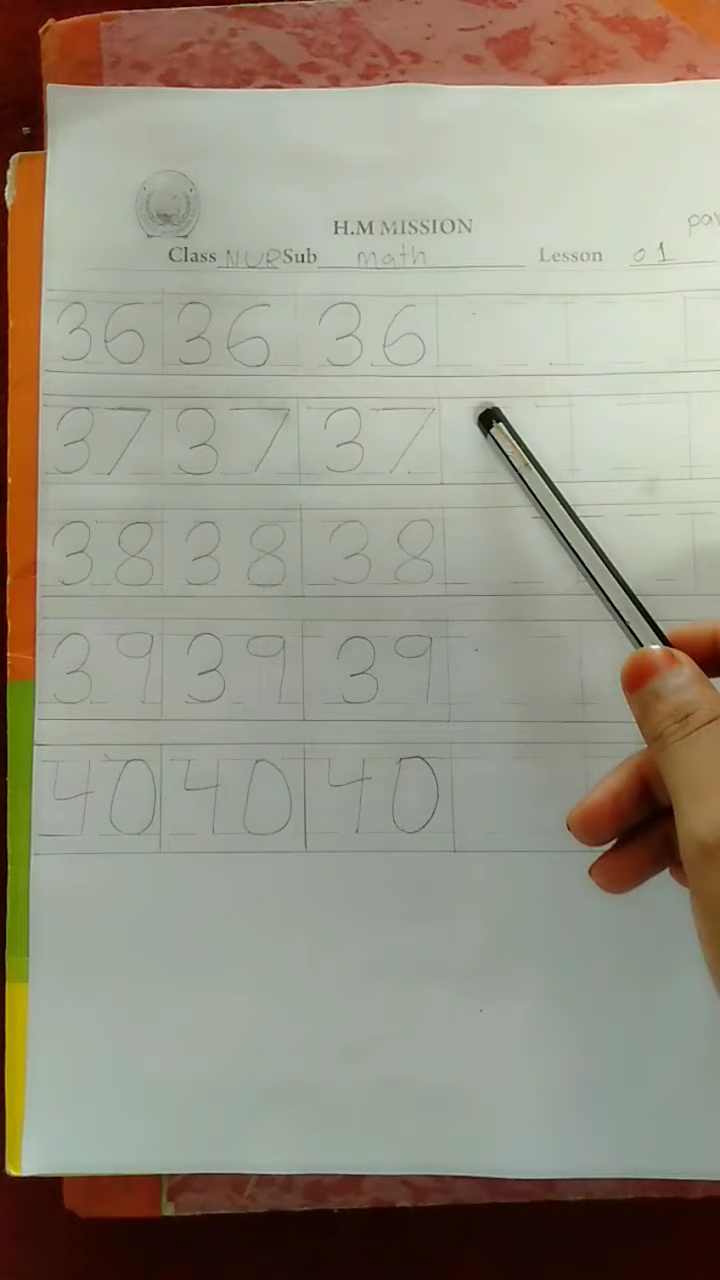 H.M MISSION
Class NUR Sub math Lesson 01
36 36 36
37 37 37
38 38 38
39 39 39
40 40 40